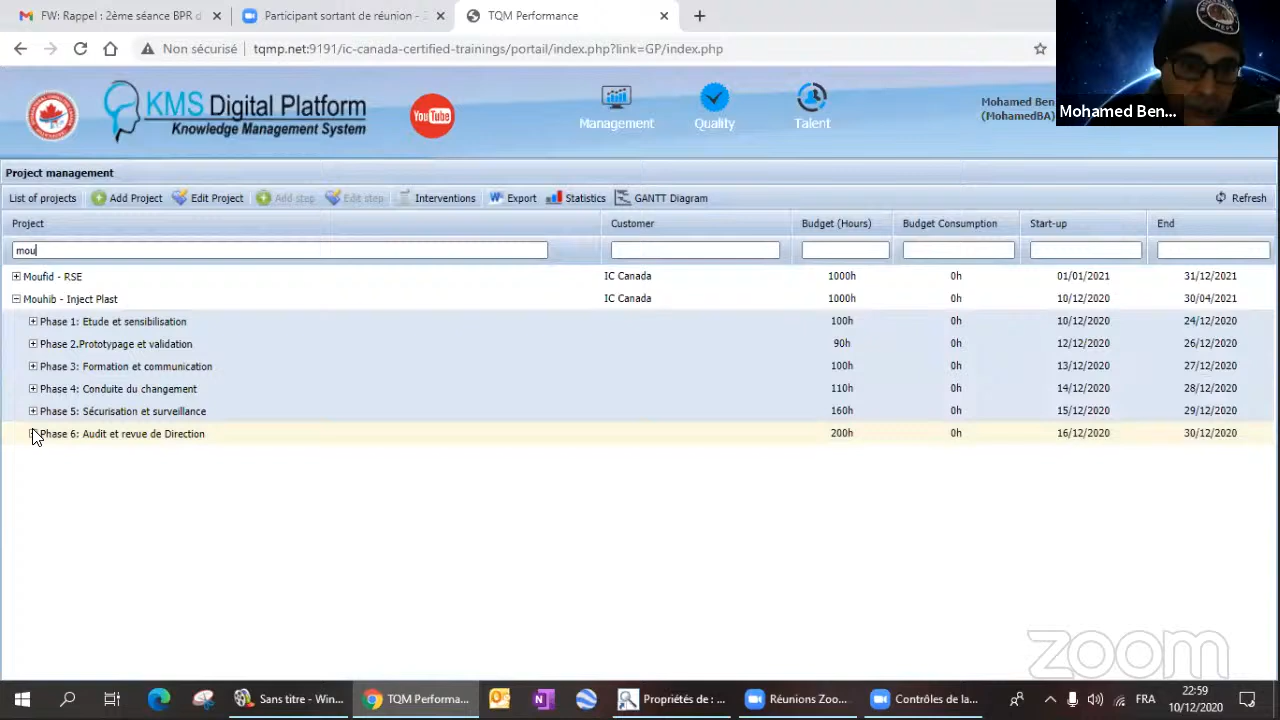 FW: Rappel : 2ème séance BPR d
Participant sortant de réunion - Z
TQM Performance
Non sécurisé
tqmp.net:9191/ic-canada-certified-trainings/portail/index.php?link=GP/index.php
KMS Digital Platform
Knowledge Management System
YouTube
Management
Quality
Talent
Mohamed Ben
(MohamedBA)
Mohamed Ben...
Project management
List of projects
Add Project
Edit Project
Add step
Edit step
Interventions
Export
Statistics
GANTT Diagram
Refresh
Project Customer Budget (Hours) Budget Consumption Start-up End
mou
Moufid - RSE IC Canada 1000h 0h 01/01/2021 31/12/2021
Mouhib - Inject Plast IC Canada 1000h 0h 10/12/2020 30/04/2021
Phase 1: Etude et sensibilisation 100h 0h 10/12/2020 24/12/2020
Phase 2.Prototypage et validation 90h 0h 12/12/2020 26/12/2020
Phase 3: Formation et communication 100h 0h 13/12/2020 27/12/2020
Phase 4: Conduite du changement 110h 0h 14/12/2020 28/12/2020
Phase 5: Sécurisation et surveillance 160h 0h 15/12/2020 29/12/2020
Phase 6: Audit et revue de Direction 200h 0h 16/12/2020 30/12/2020
zoom
Sans titre - Win...
TQM Performa...
Propriétés de : ...
Réunions Zoo...
Contrôles de la...
FRA
22:59
10/12/2020